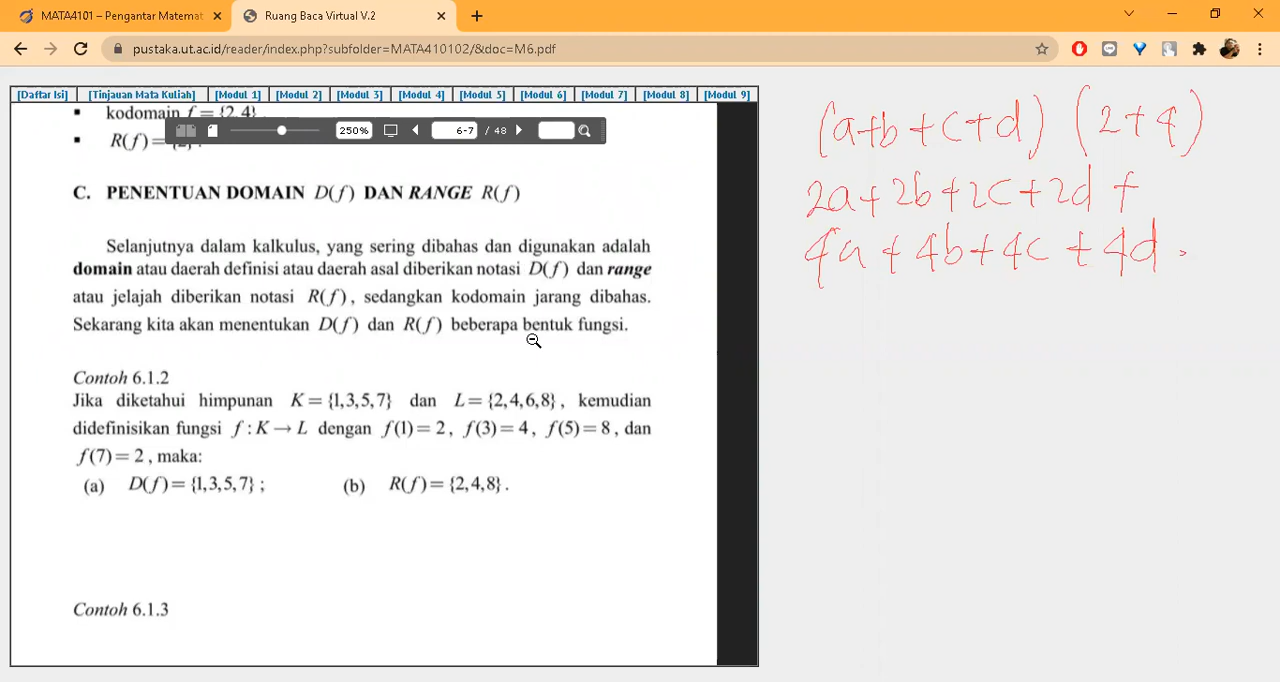 MATA4101 – Pengantar Matemat
Ruang Baca Virtual V.2
pustaka.ut.ac.id/reader/index.php?subfolder=MATA410102/&doc=M6.pdf
[Daftar Isi] [Tinjauan Mata Kuliah] [Modul 1] [Modul 2] [Modul 3] [Modul 4] [Modul 5] [Modul 6] [Modul 7] [Modul 8] [Modul 9]
kodomain f = {2,4}
250% 6-7 / 48
R(f) =
C. PENENTUAN DOMAIN D(f) DAN RANGE R(f)
Selanjutnya dalam kalkulus, yang sering dibahas dan digunakan adalah
domain atau daerah definisi atau daerah asal diberikan notasi D(f) dan range
atau jelajah diberikan notasi R(f), sedangkan kodomain jarang dibahas.
Sekarang kita akan menentukan D(f) dan R(f) beberapa bentuk fungsi.
Contoh 6.1.2
Jika diketahui himpunan K = {1,3,5,7} dan L = {2,4,6,8}, kemudian
didefinisikan fungsi f : K → L dengan f(1) = 2, f(3) = 4, f(5) = 8, dan
f(7) = 2, maka:
(a) D(f) = {1,3,5,7} ; (b) R(f) = {2,4,8}.
Contoh 6.1.3
(a+b+c+d) (2+4)
2a+2b+2c+2d +
4a+4b+4c+4d .